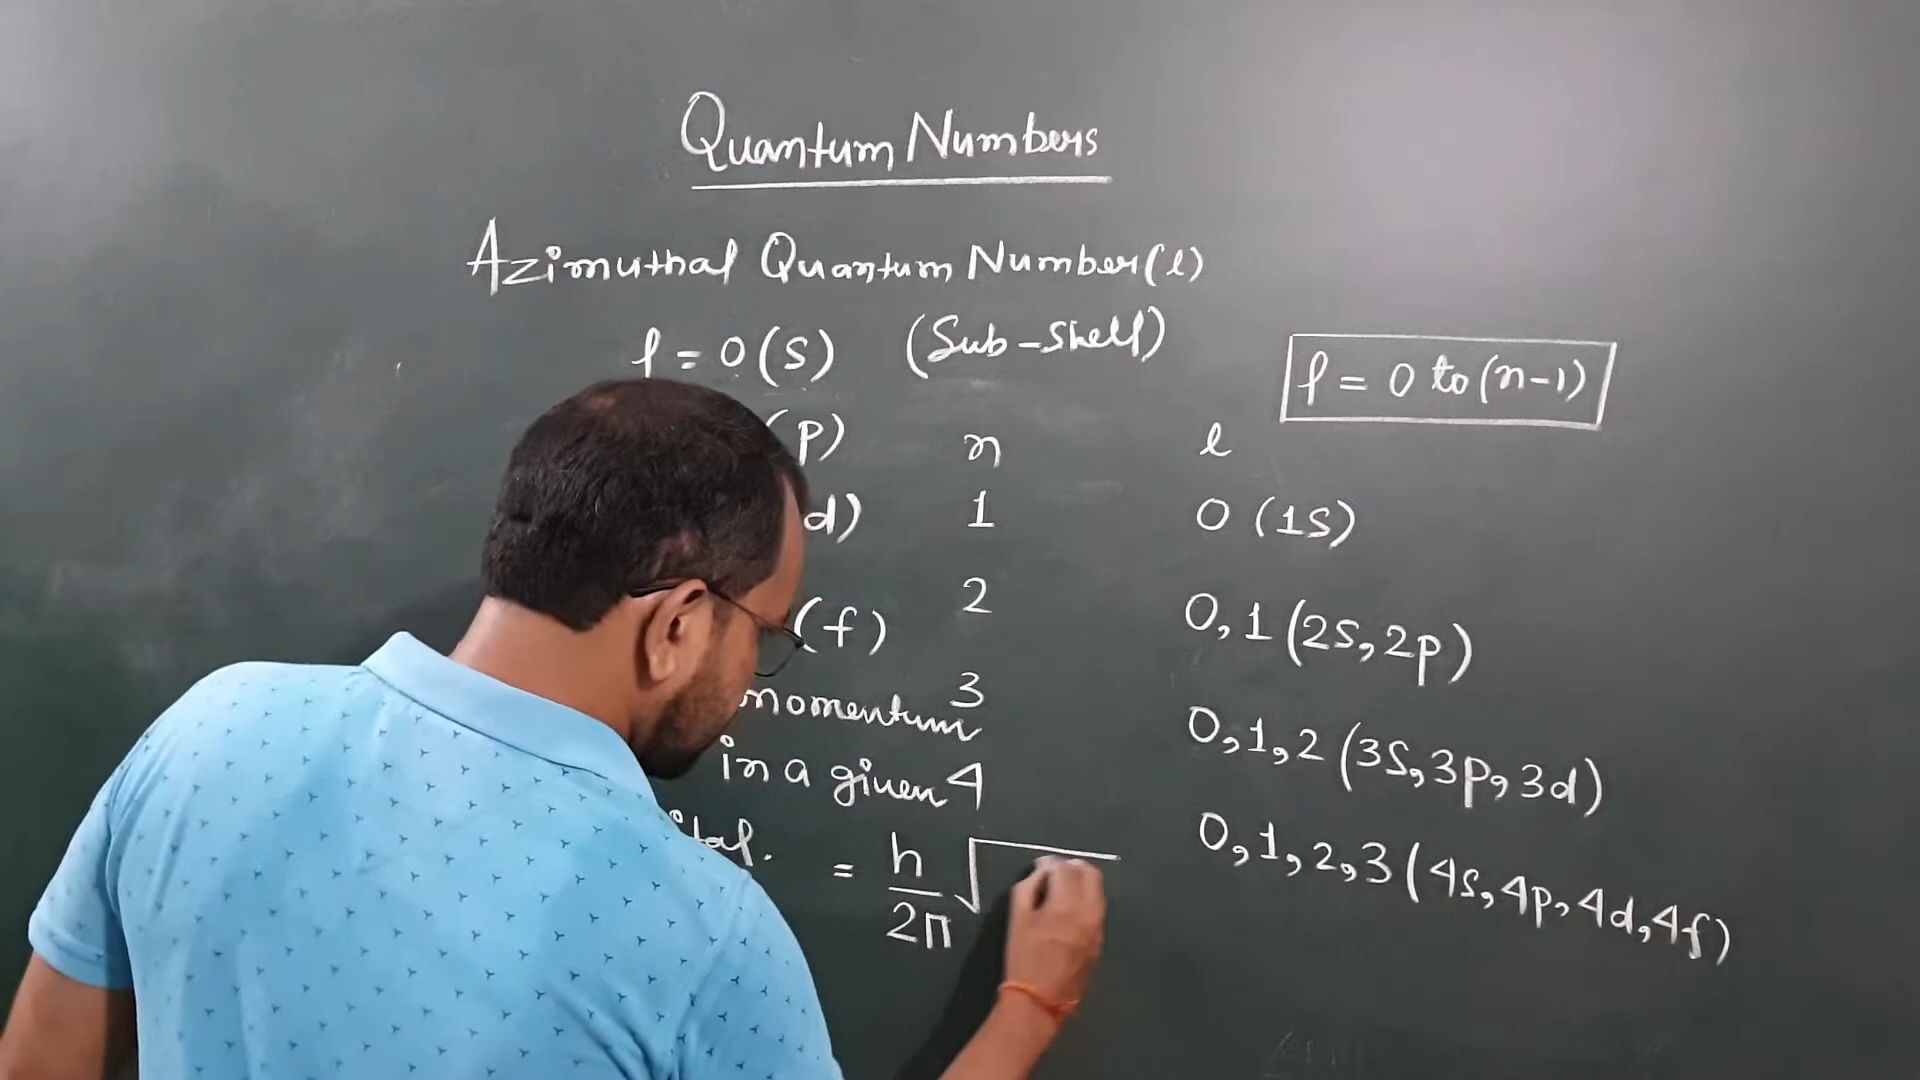 Quantum Numbers
Azimuthal Quantum Number(l)
l = 0 (s) (Sub-shell)
l = 0 to (n-1)
(p) n l
d) 1 0 (1s)
(f) 2 0,1 (2s, 2p)
momentum 3 0,1,2 (3s, 3p, 3d)
in a given 4 0,1,2,3 (4s, 4p, 4d, 4f)
= h/2π √